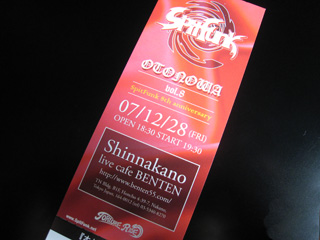 Spitfunk
OTONOWA
vol.8
SpitFunk 8th anniversary
07/12/28 (FRI)
OPEN 18:30 START 19:30
Shinnakano
live cafe BENTEN
http://www.benten55.com/